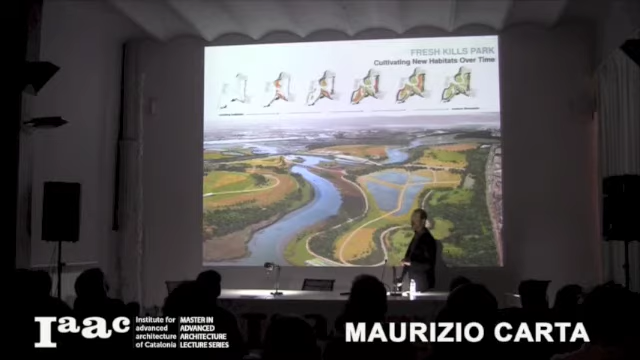 FRESH KILLS PARK
Cultivating New Habitats Over Time
Iaac
Institute for
advanced
architecture
of Catalonia
MASTER IN
ADVANCED
ARCHITECTURE
LECTURE SERIES
MAURIZIO CARTA